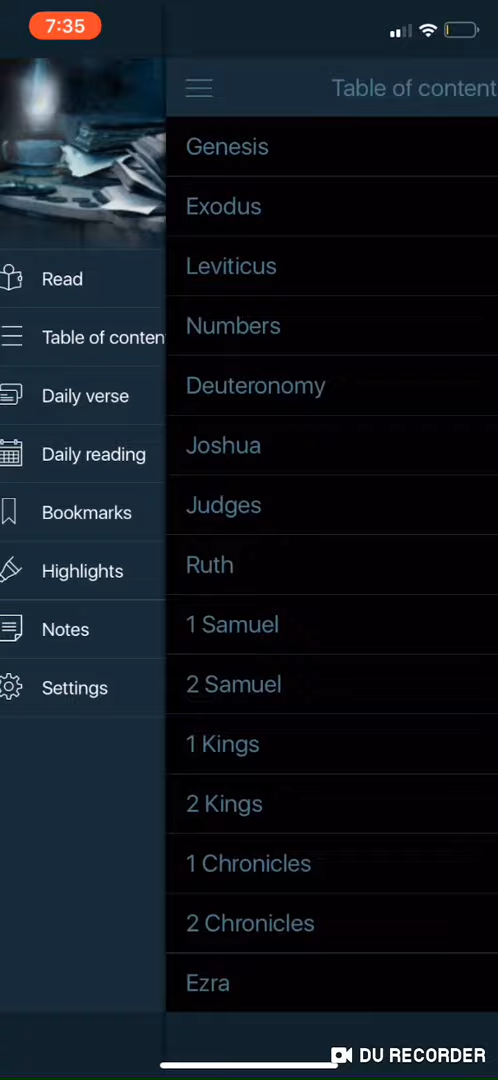 7:35
Table of content
Read
Table of conten
Daily verse
Daily reading
Bookmarks
Highlights
Notes
Settings
Genesis
Exodus
Leviticus
Numbers
Deuteronomy
Joshua
Judges
Ruth
1 Samuel
2 Samuel
1 Kings
2 Kings
1 Chronicles
2 Chronicles
Ezra
DU RECORDER